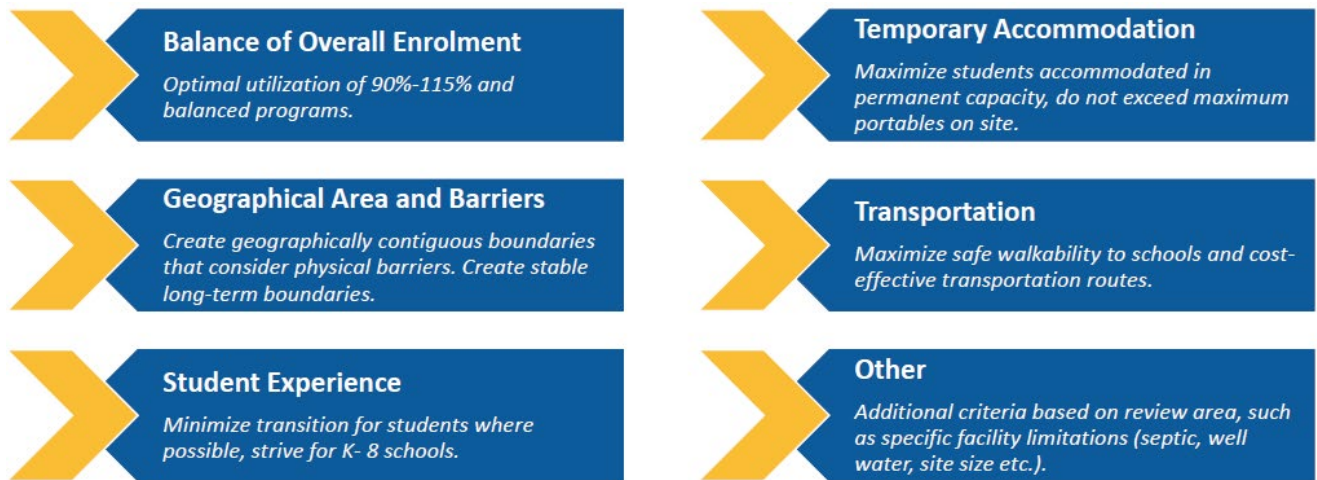 Balance of Overall Enrolment
Optimal utilization of 90%-115% and
balanced programs.
Geographical Area and Barriers
Create geographically contiguous boundaries
that consider physical barriers. Create stable
long-term boundaries.
Student Experience
Minimize transition for students where
possible, strive for K- 8 schools.
Temporary Accommodation
Maximize students accommodated in
permanent capacity, do not exceed maximum
portables on site.
Transportation
Maximize safe walkability to schools and cost-
effective transportation routes.
Other
Additional criteria based on review area, such
as specific facility limitations (septic, well
water, site size etc.).